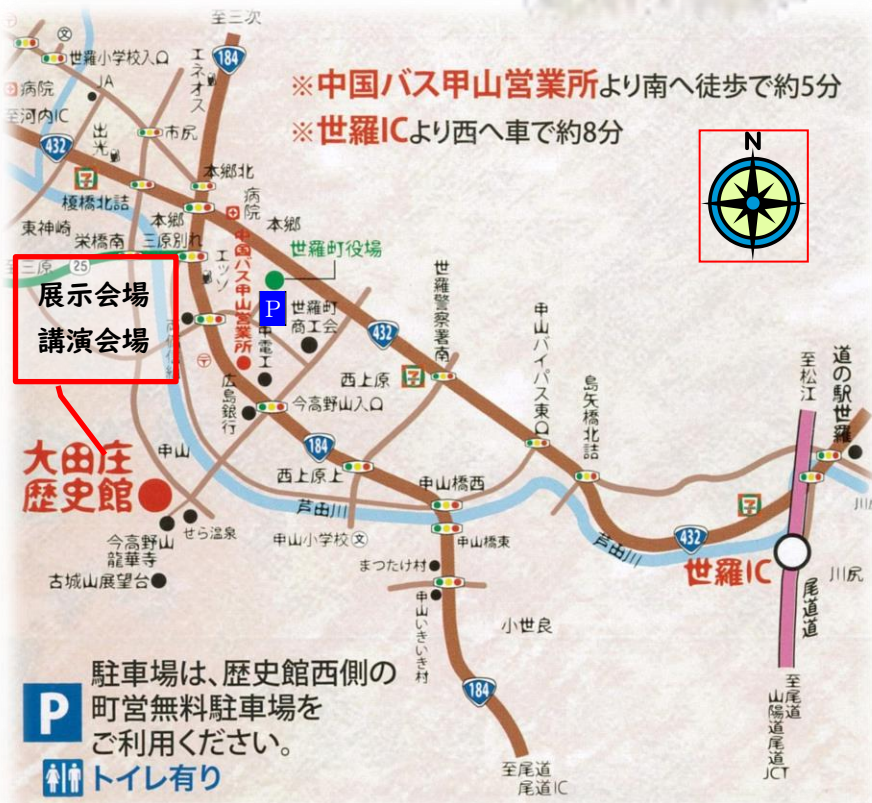 至三次
184
世羅小学校入口
エネオス
※中国バス甲山営業所より南へ徒歩で約5分
※世羅ICより西へ車で約8分
病院
JA
至河内IC
432
出光
市尻
N
本郷北
病院
榎橋北詰
東神崎
本郷
本郷
栄橋南
三原別れ
世羅町役場
至三原
25
エッソ
中国バス甲山営業所
展示会場
講演会場
P
世羅町
商工会
中電工
世羅警察署南
432
甲山バイパス東口
島矢橋北詰
至松江
道の駅世羅
西上原
広島銀行
今高野山入口
甲山
184
大田庄
歴史館
西上原上
甲山橋西
芦田川
せら温泉
今高野山
龍華寺
甲山小学校
文
甲山橋東
芦田川
432
世羅IC
川尻
古城山展望台
まつたけ村
甲山いきいき村
小世良
尾道道
184
至尾道
山陽道尾道JCT
至尾道
尾道IC
P
駐車場は、歴史館西側の
町営無料駐車場を
ご利用ください。
トイレ有り